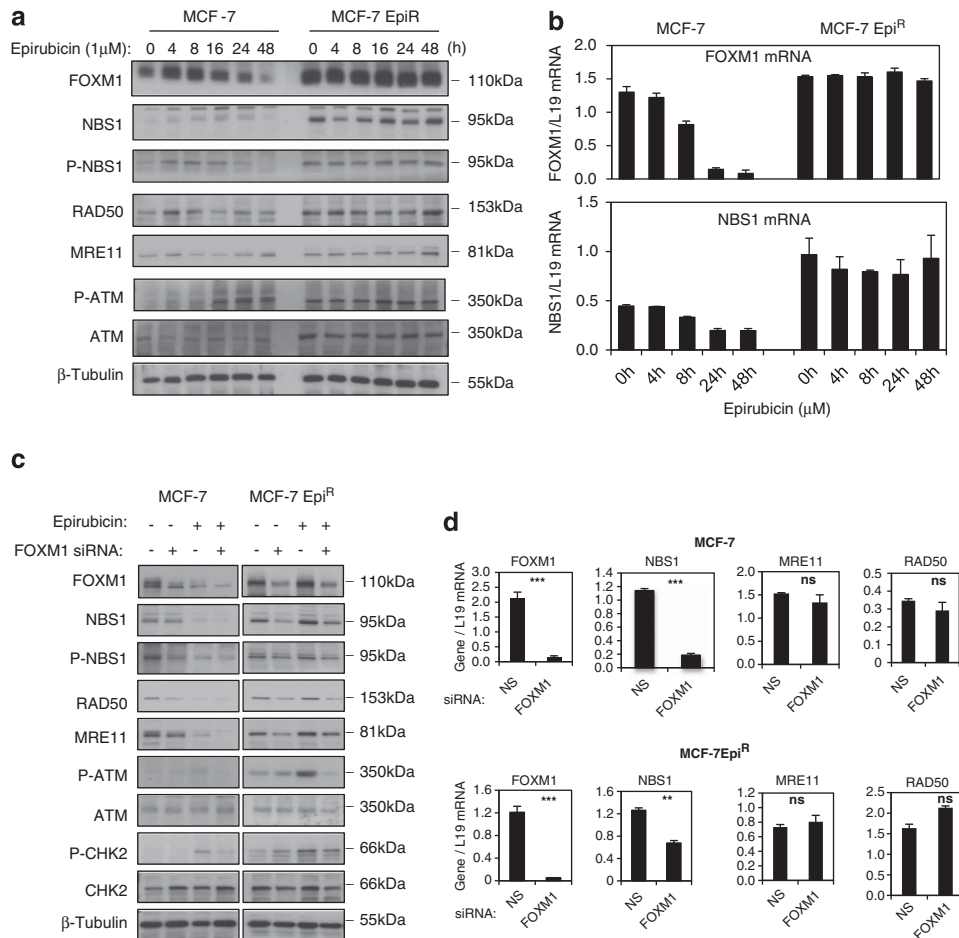 a
MCF -7
MCF-7 EpiR
Epirubicin (1μM): 0 4 8 16 24 48 0 4 8 16 24 48 (h)
FOXM1
110kDa
NBS1
95kDa
P-NBS1
95kDa
RAD50
153kDa
MRE11
81kDa
P-ATM
350kDa
ATM
350kDa
β-Tubulin
55kDa
b
MCF-7
MCF-7 EpiR
FOXM1 mRNA
FOXM1/L19 mRNA
2.0
1.5
1.0
0.5
0.0
NBS1 mRNA
NBS1/L19 mRNA
1.5
1.0
0.5
0.0
0h 4h 8h 24h 48h 0h 4h 8h 24h 48h
Epirubicin (μM)
c
MCF-7
MCF-7 EpiR
Epirubicin: - - + + - - + +
FOXM1 siRNA: - + - + - + - +
FOXM1
110kDa
NBS1
95kDa
P-NBS1
95kDa
RAD50
153kDa
MRE11
81kDa
P-ATM
350kDa
ATM
350kDa
P-CHK2
66kDa
CHK2
66kDa
β-Tubulin
55kDa
d
MCF-7
FOXM1
NBS1
MRE11
RAD50
Gene / L19 mRNA
3.0
2.5
2.0
1.5
1.0
0.5
0.0
***
1.6
1.4
1.2
1.0
0.8
0.6
0.4
0.2
0.0
***
2.0
1.5
1.0
0.5
0.0
ns
0.5
0.4
0.3
0.2
0.1
0
ns
siRNA: NS FOXM1 NS FOXM1 NS FOXM1 NS FOXM1
MCF-7EpiR
FOXM1
NBS1
MRE11
RAD50
Gene / L19 mRNA
1.6
1.2
0.8
0.4
0
***
1.6
1.2
0.8
0.4
0
**
1.2
1.0
0.8
0.6
0.4
0.2
0.0
ns
2.5
2.0
1.5
1.0
0.5
0.0
ns
siRNA: NS FOXM1 NS FOXM1 NS FOXM1 NS FOXM1